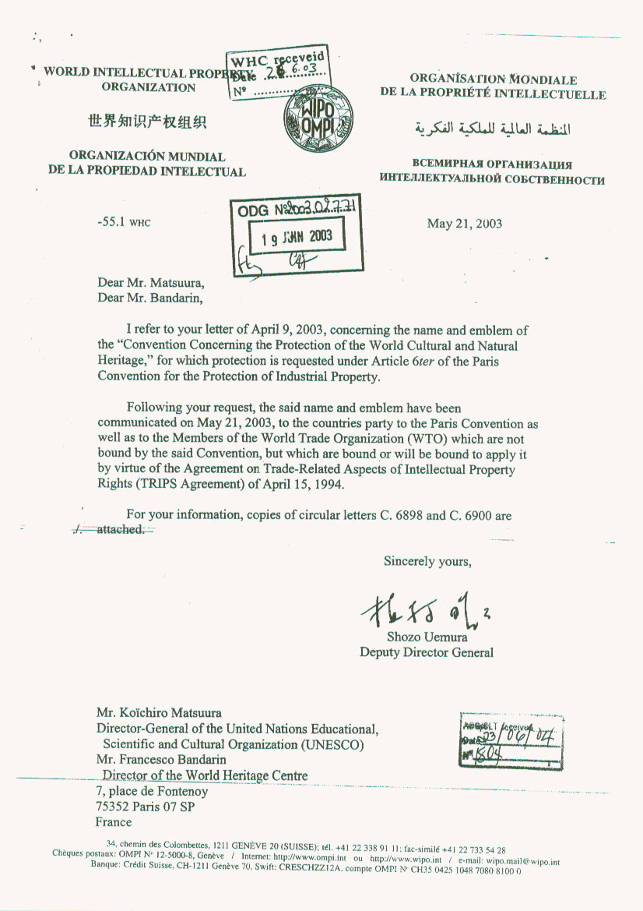 WORLD INTELLECTUAL PROPERTY
ORGANIZATION
世界知识产权组织
ORGANIZACIÓN MUNDIAL
DE LA PROPIEDAD INTELECTUAL
WHC receveid
Date 6.03
N° ..............
WIPO
OMPI
ORGANISATION MONDIALE
DE LA PROPRIÉTÉ INTELLECTUELLE
المنظمة العالمية للملكية الفكرية
ВСЕМИРНАЯ ОРГАНИЗАЦИЯ
ИНТЕЛЛЕКТУАЛЬНОЙ СОБСТВЕННОСТИ
-55.1 WHC
ODG N°
19 JUN 2003
May 21, 2003
Dear Mr. Matsuura,
Dear Mr. Bandarin,
I refer to your letter of April 9, 2003, concerning the name and emblem of
the “Convention Concerning the Protection of the World Cultural and Natural
Heritage,” for which protection is requested under Article 6ter of the Paris
Convention for the Protection of Industrial Property.
Following your request, the said name and emblem have been
communicated on May 21, 2003, to the countries party to the Paris Convention as
well as to the Members of the World Trade Organization (WTO) which are not
bound by the said Convention, but which are bound or will be bound to apply it
by virtue of the Agreement on Trade-Related Aspects of Intellectual Property
Rights (TRIPS Agreement) of April 15, 1994.
For your information, copies of circular letters C. 6898 and C. 6900 are
./. attached.
Sincerely yours,
Shozo Uemura
Deputy Director General
Mr. Koïchiro Matsuura
Director-General of the United Nations Educational,
Scientific and Cultural Organization (UNESCO)
Mr. Francesco Bandarin
Director of the World Heritage Centre
7, place de Fontenoy
75352 Paris 07 SP
France
received
Date 23/06/04
N° 804
34, chemin des Colombettes, 1211 GENÈVE 20 (SUISSE); tél. +41 22 338 91 11; fac-similé +41 22 733 54 28
Chèques postaux: OMPI N° 12-5000-8, Genève / Internet: http://www.ompi.int ou http://www.wipo.int / e-mail: wipo.mail@wipo.int
Banque: Crédit Suisse, CH-1211 Genève 70, Swift: CRESCHZZ12A, compte OMPI N° CH35 0425 1048 7080 8100 0